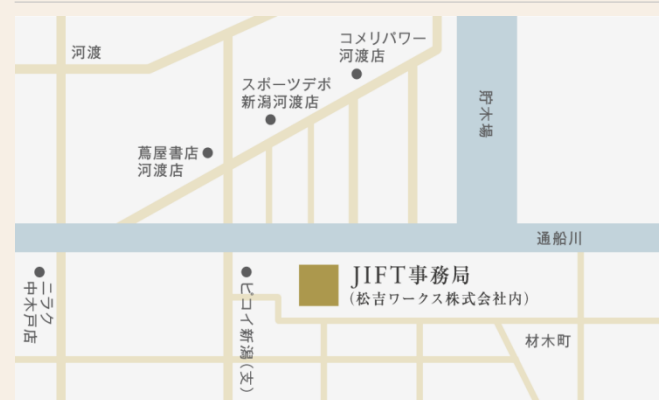 コメリパワー
河渡店
河渡
スポーツデポ
新潟河渡店
貯木場
蔦屋書店
河渡店
通船川
JIFT事務局
(松吉ワークス株式会社内)
ニラク
中木戸店
ビコイ新潟(支)
材木町